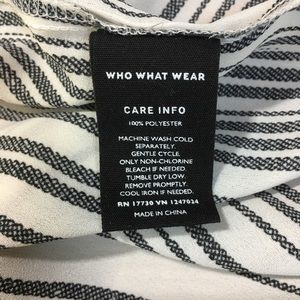 WHO WHAT WEAR
CARE INFO
100% POLYESTER
MACHINE WASH COLD
SEPARATELY.
GENTLE CYCLE.
ONLY NON-CHLORINE
BLEACH IF NEEDED.
TUMBLE DRY LOW.
REMOVE PROMPTLY.
COOL IRON IF NEEDED.
RN 17730 VN 1247024
MADE IN CHINA